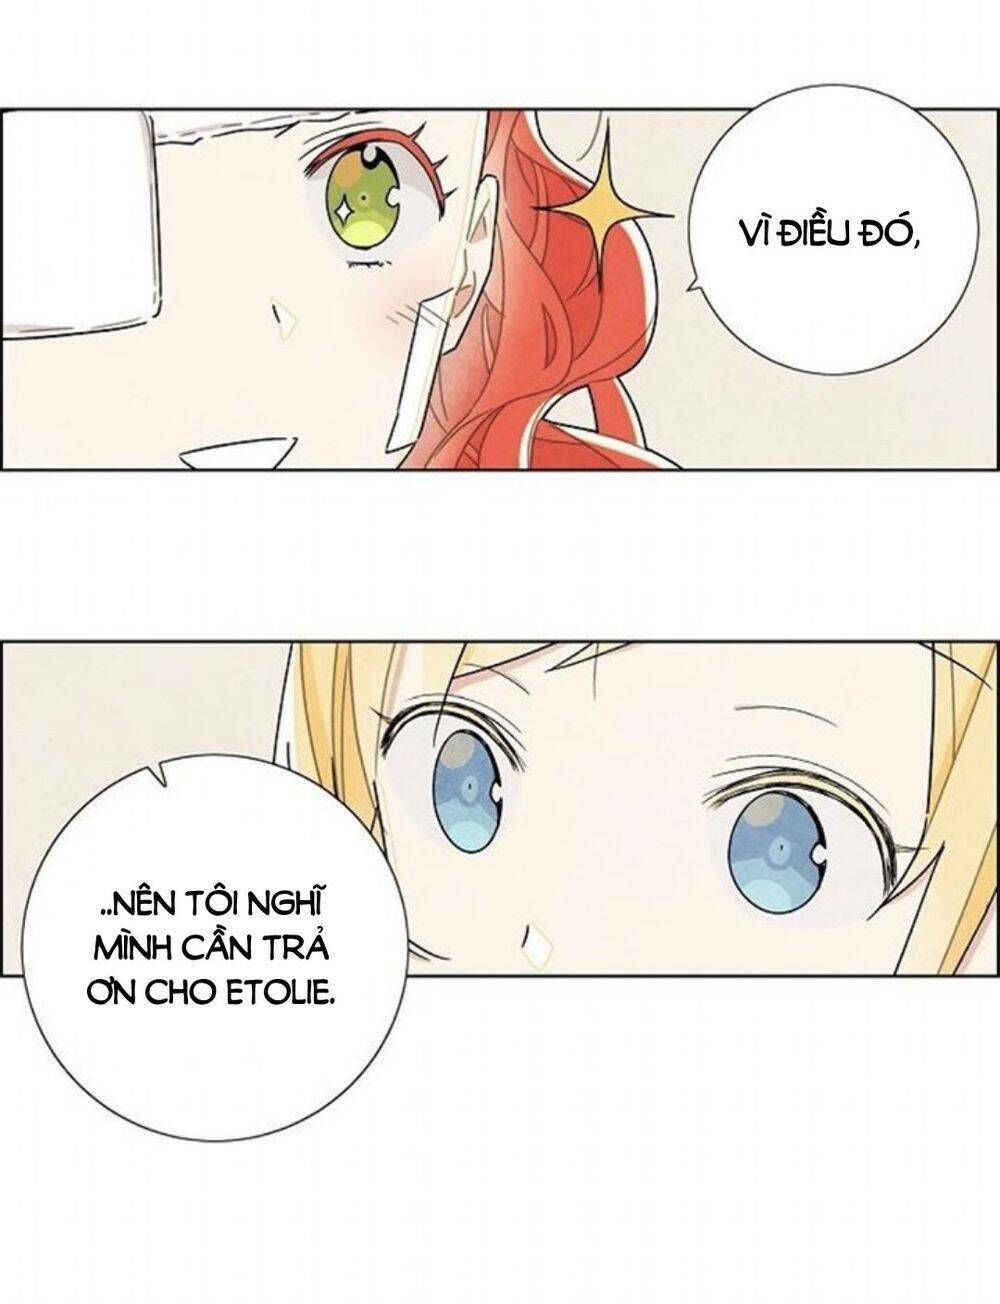 VÌ ĐIỀU ĐÓ,
..NÊN TÔI NGHĨ
MÌNH CẦN TRẢ
ƠN CHO ETOLIE.